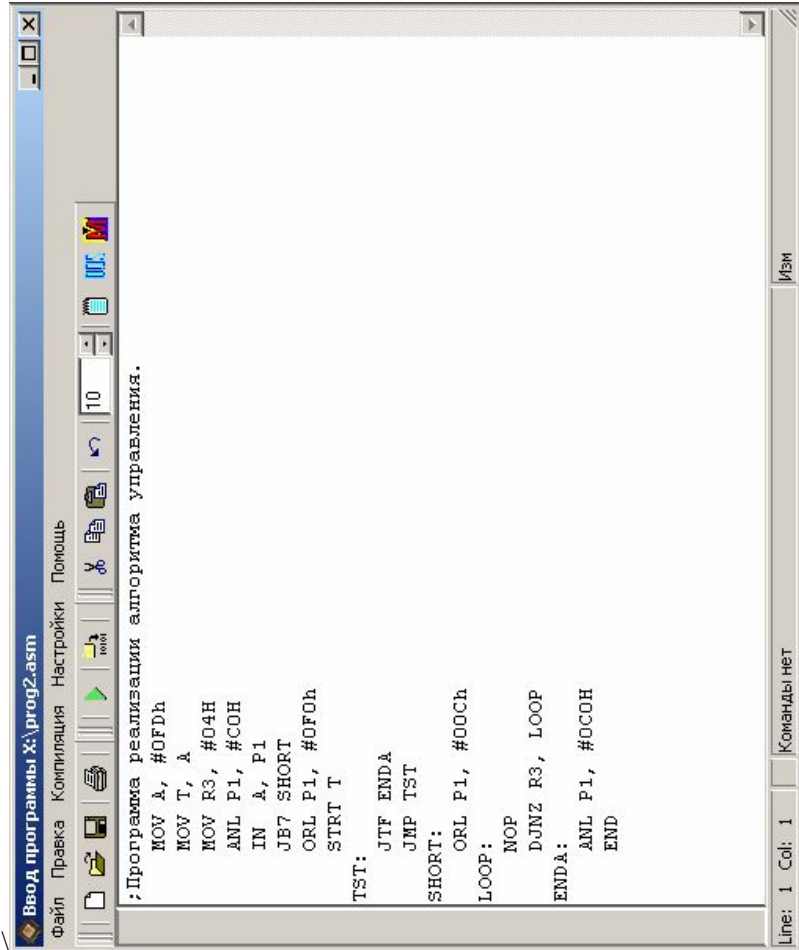 Ввод программы X:\prog2.asm
Файл Правка Компиляция Настройки Помощь
10 DOS M
;Программа реализации алгоритма управления.
MOV A, #0FDh
MOV T, A
MOV R3, #04H
ANL P1, #C0H
IN A, P1
JB7 SHORT
ORL P1, #0F0h
STRT T
TST:
JTF ENDA
JMP TST
SHORT:
ORL P1, #00Ch
LOOP:
NOP
DJNZ R3, LOOP
ENDA:
ANL P1, #0C0H
END
Line: 1 Col: 1 Команды нет Изм
\